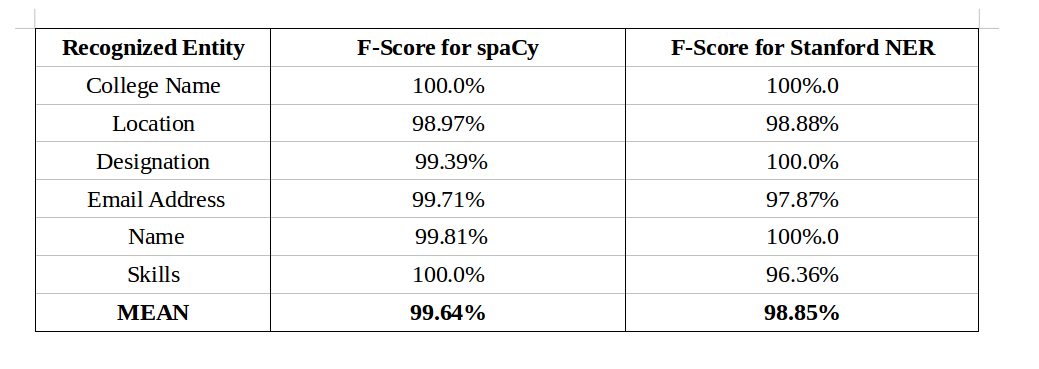 Recognized Entity F-Score for spaCy F-Score for Stanford NER
College Name 100.0% 100%.0
Location 98.97% 98.88%
Designation 99.39% 100.0%
Email Address 99.71% 97.87%
Name 99.81% 100%.0
Skills 100.0% 96.36%
MEAN 99.64% 98.85%